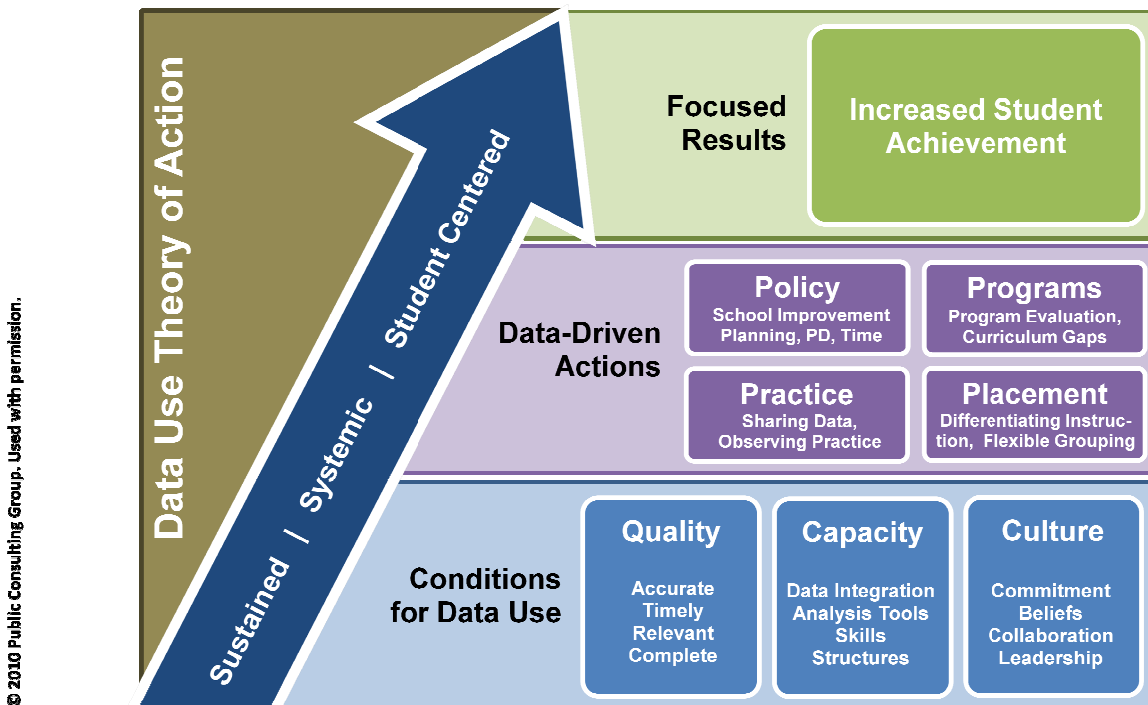 Data Use Theory of Action
Sustained | Systemic | Student Centered
Focused
Results
Increased Student
Achievement
Data-Driven
Actions
Policy
School Improvement
Planning, PD, Time
Programs
Program Evaluation,
Curriculum Gaps
Practice
Sharing Data,
Observing Practice
Placement
Differentiating Instruc-
tion, Flexible Grouping
Conditions
for Data Use
Quality
Accurate
Timely
Relevant
Complete
Capacity
Data Integration
Analysis Tools
Skills
Structures
Culture
Commitment
Beliefs
Collaboration
Leadership
© 2010 Public Consulting Group. Used with permission.